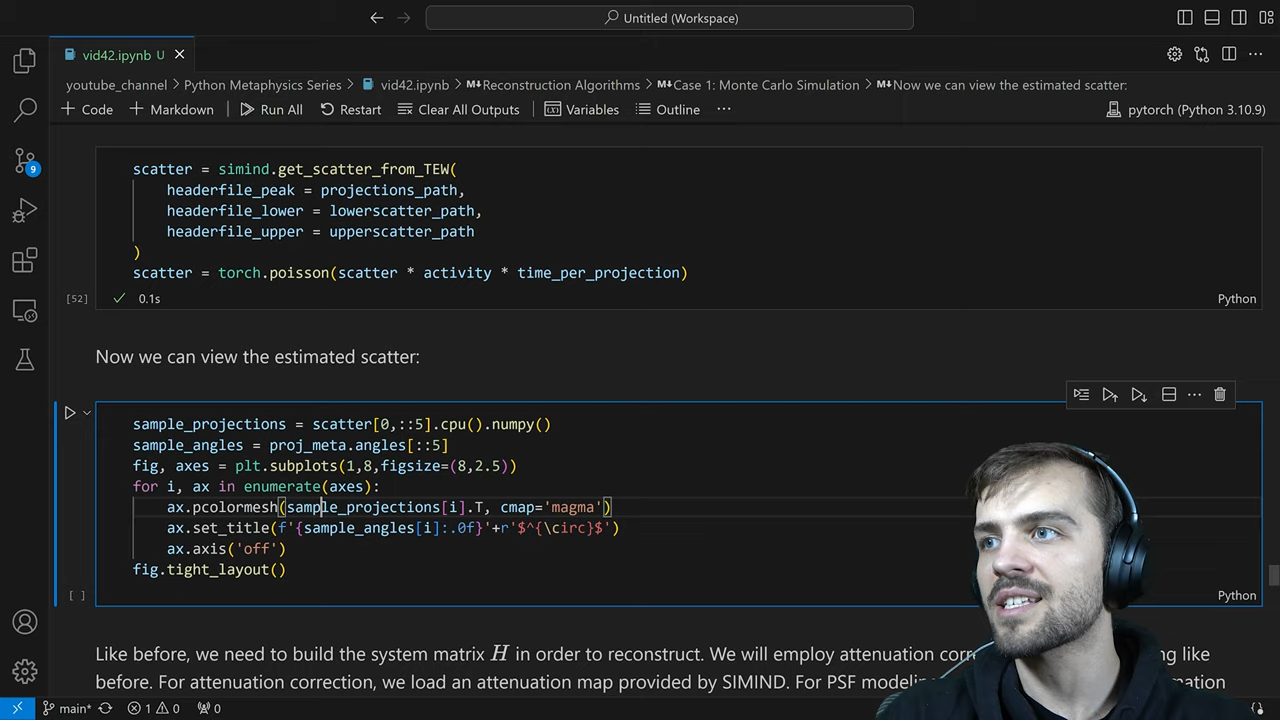 Untitled (Workspace)
vid42.ipynb U
youtube_channel > Python Metaphysics Series > vid42.ipynb > M↓Reconstruction Algorithms > M↓Case 1: Monte Carlo Simulation > M↓Now we can view the estimated scatter:
+ Code + Markdown Run All Restart Clear All Outputs Variables Outline ... pytorch (Python 3.10.9)
9
scatter = simind.get_scatter_from_TEW(
headerfile_peak = projections_path,
headerfile_lower = lowerscatter_path,
headerfile_upper = upperscatter_path
)
scatter = torch.poisson(scatter * activity * time_per_projection)
[52] ✓ 0.1s Python
Now we can view the estimated scatter:
sample_projections = scatter[0,::5].cpu().numpy()
sample_angles = proj_meta.angles[::5]
fig, axes = plt.subplots(1,8,figsize=(8,2.5))
for i, ax in enumerate(axes):
ax.pcolormesh(sample_projections[i].T, cmap='magma')
ax.set_title(f'{sample_angles[i]:.0f}'+r'$^{\circ}$')
ax.axis('off')
fig.tight_layout()
[ ] Python
Like before, we need to build the system matrix H in order to reconstruct. We will employ attenuation
before. For attenuation correction, we load an attenuation map provided by SIMIND. For PSF
main* 1 0 0